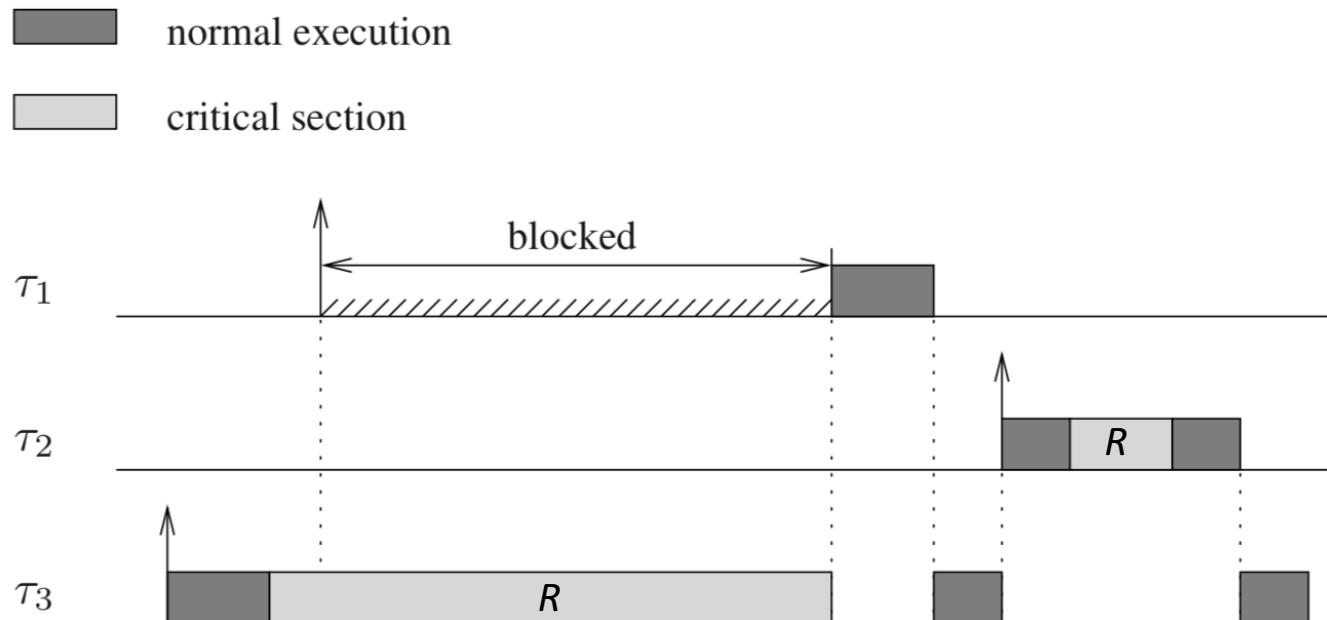 normal execution
critical section
blocked
τ1
τ2
R
τ3
R